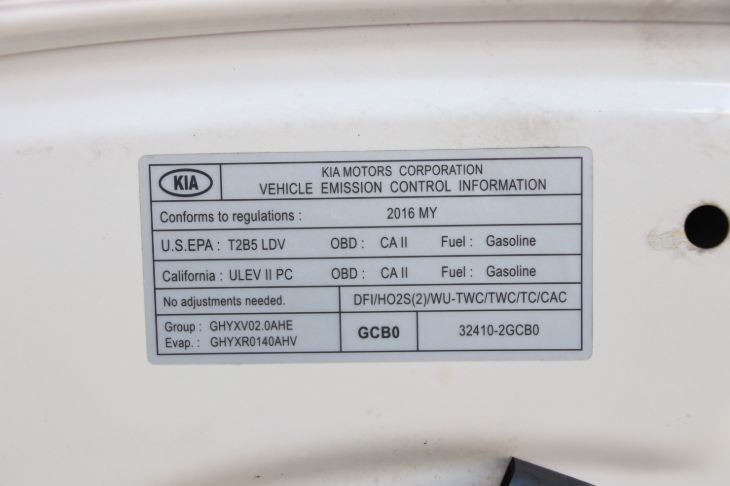 KIA
KIA MOTORS CORPORATION
VEHICLE EMISSION CONTROL INFORMATION
Conforms to regulations : 2016 MY
U.S.EPA : T2B5 LDV OBD : CA II Fuel : Gasoline
California : ULEV II PC OBD : CA II Fuel : Gasoline
No adjustments needed. DFI/HO2S(2)/WU-TWC/TWC/TC/CAC
Group : GHYXV02.0AHE
Evap. : GHYXR0140AHV
GCB0 32410-2GCB0